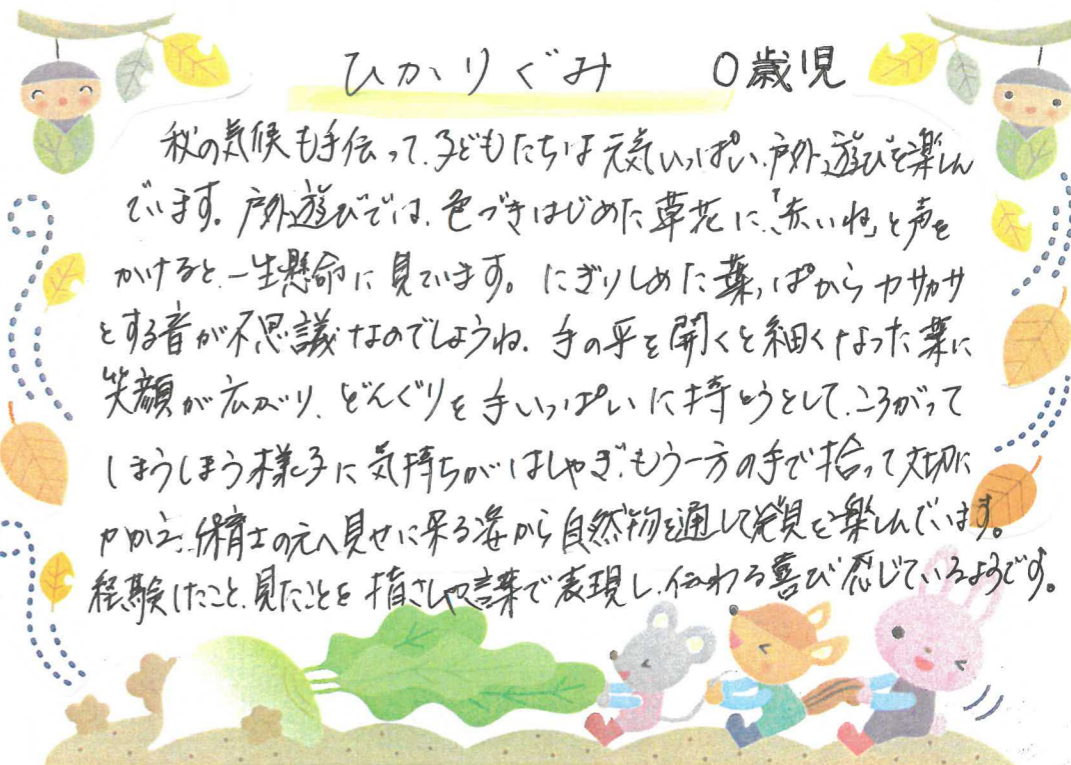 ひかりぐみ 0歳児
秋の気候も手伝って、子どもたちは元気いっぱい、戸外遊びを楽しん
でいます。戸外遊びでは、色づきはじめた草花に、「赤いね」と声を
かけると、一生懸命に見ています。にぎりしめた葉っぱからカサカサ
とする音が不思議なのでしょうね。手の平を開くと細くなった葉に
笑顔が広がり、どんぐりを手いっぱいに持とうとして、ころがって
しまうしまう様子に気持ちがはしゃぎ、もう一方の手で拾って大切に
かかえ、保育士の元へ見せに来る姿から自然物を通して発見を楽しんでいます。
経験したこと、見たことを指さしや言葉で表現し、伝わる喜び感じているようです。